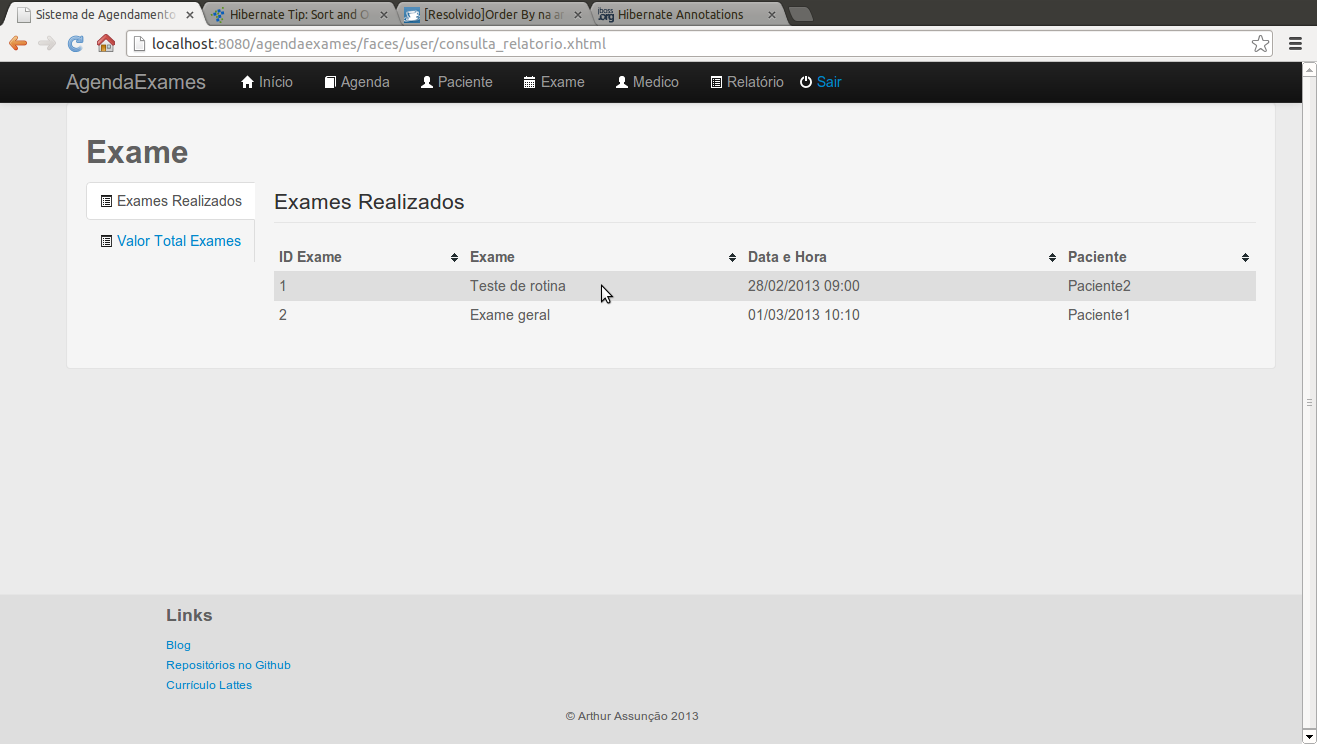 Sistema de Agendamento
Hibernate Tip: Sort and O
[Resolvido]Order By na a
Hibernate Annotations
localhost:8080/agendaexames/faces/user/consulta_relatorio.xhtml
AgendaExames Início Agenda Paciente Exame Medico Relatório Sair
Exame
Exames Realizados
Valor Total Exames
Exames Realizados
ID Exame Exame Data e Hora Paciente
1 Teste de rotina 28/02/2013 09:00 Paciente2
2 Exame geral 01/03/2013 10:10 Paciente1
Links
Blog
Repositórios no Github
Currículo Lattes
© Arthur Assunção 2013